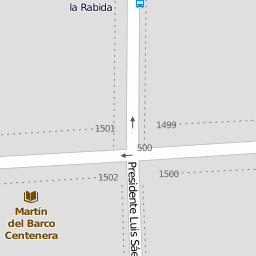 la Rabida
1501
1499
500
1502
1500
Presidente Luis Sáe
Martín
del Barco
Centenera